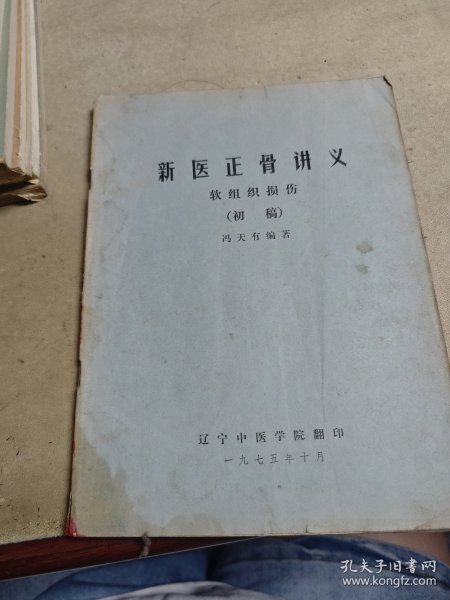 新医正骨讲义
软组织损伤
(初 稿)
冯天有编著
辽宁中医学院翻印
一九七五年十月
孔夫子旧书网
www.kongfz.com